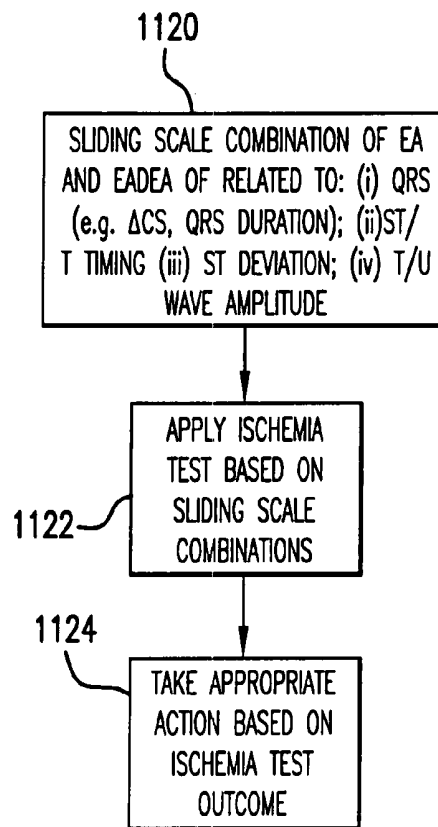 1120
SLIDING SCALE COMBINATION OF EA
AND EADEA OF RELATED TO: (i) QRS
(e.g. ΔCS, QRS DURATION); (ii)ST/
T TIMING (iii) ST DEVIATION; (iv) T/U
WAVE AMPLITUDE
1122
APPLY ISCHEMIA
TEST BASED ON
SLIDING SCALE
COMBINATIONS
1124
TAKE APPROPRIATE
ACTION BASED ON
ISCHEMIA TEST
OUTCOME